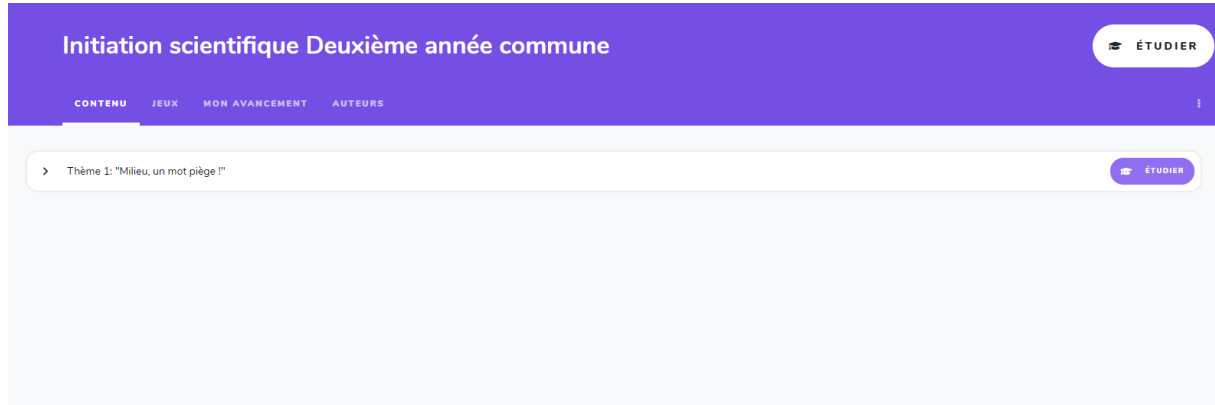 Initiation scientifique Deuxième année commune
ÉTUDIER
CONTENU JEUX MON AVANCEMENT AUTEURS
Thème 1: "Milieu, un mot piège !"
ÉTUDIER